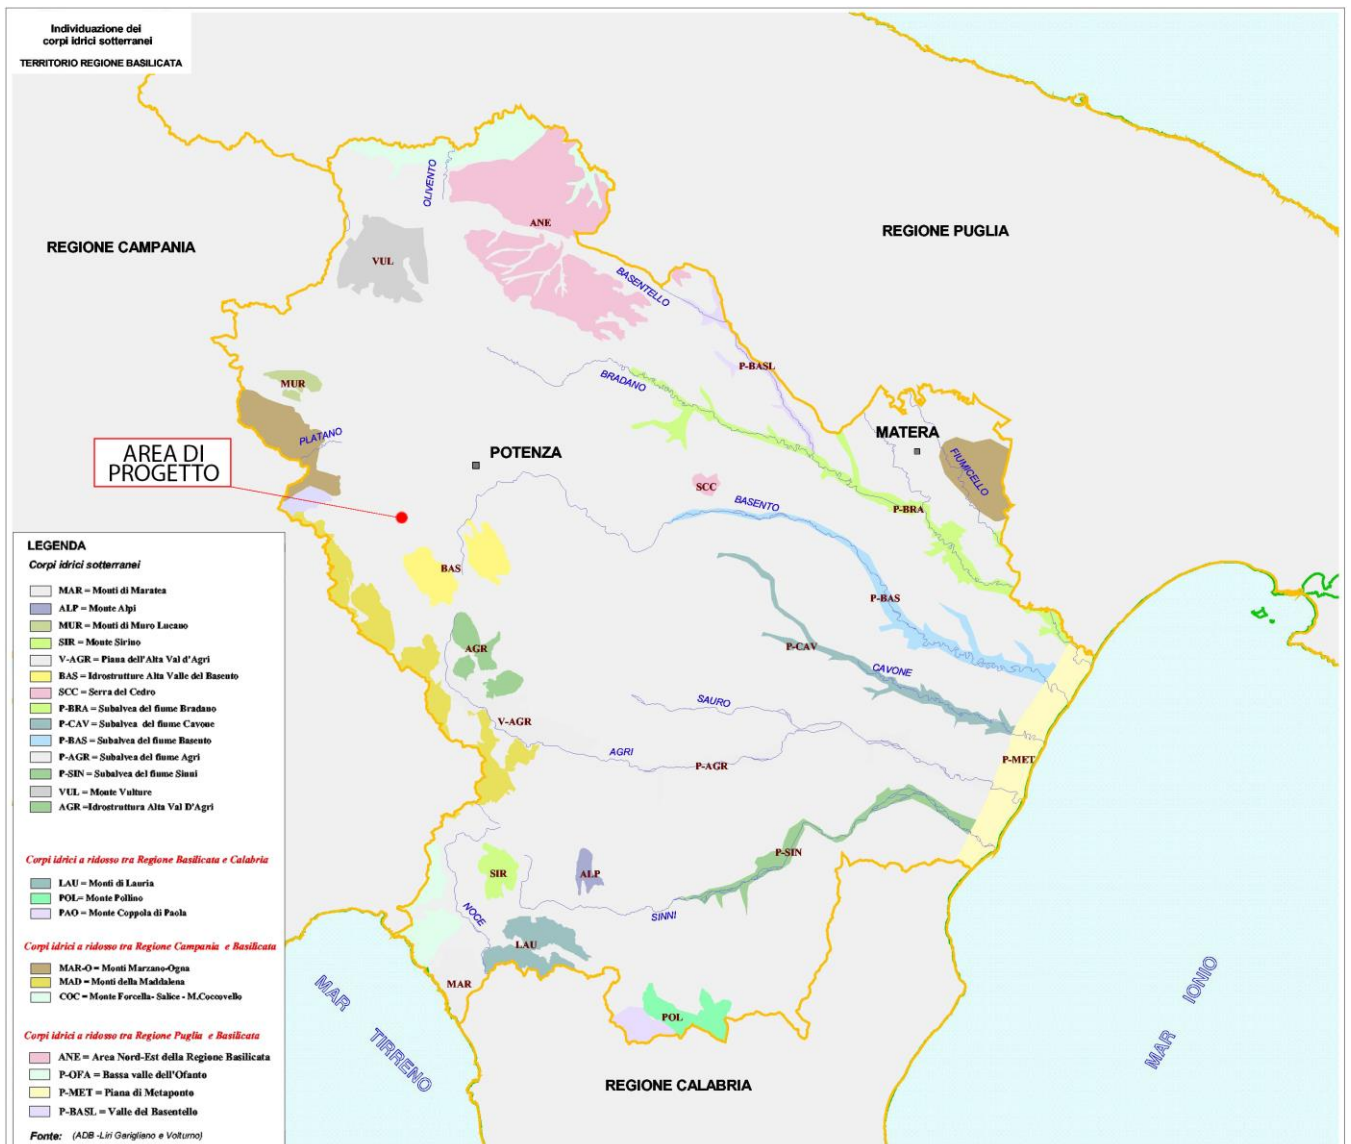 Individuazione dei
corpi idrici sotterranei
TERRITORIO REGIONE BASILICATA
OLIVENTO
ANE
REGIONE CAMPANIA
VUL
REGIONE PUGLIA
BASENTELLO
MUR
BRADANO
P-BASL
PLATANO
AREA DI
PROGETTO
POTENZA
MATERA
FIUMICELLO
SCC
BASENTO
P-BRA
BAS
P-BAS
AGR
P-CAV
CAVONE
SAURO
V-AGR
AGRI
P-AGR
P-MET
P-SIN
SIR
ALP
NOCE
SINNI
LAU
MAR
POL
MAR TIRRENO
MAR IONIO
REGIONE CALABRIA
LEGENDA
Corpi idrici sotterranei
MAR = Monti di Maratea
ALP = Monte Alpi
MUR = Monti di Muro Lucano
SIR = Monte Sirino
V-AGR = Piana dell'Alta Val d'Agri
BAS = Idrostrutture Alta Valle del Basento
SCC = Serra del Cedro
P-BRA = Subalvea del fiume Bradano
P-CAV = Subalvea del fiume Cavone
P-BAS = Subalvea del fiume Basento
P-AGR = Subalvea del fiume Agri
P-SIN = Subalvea del fiume Sinni
VUL = Monte Vulture
AGR =Idrostruttura Alta Val D'Agri
Corpi idrici a ridosso tra Regione Basilicata e Calabria
LAU = Monti di Lauria
POL= Monte Pollino
PAO = Monte Coppola di Paola
Corpi idrici a ridosso tra Regione Campania e Basilicata
MAR-O = Monti Marzano-Ogna
MAD = Monti della Maddalena
COC = Monte Forcella- Salice - M.Coccovello
Corpi idrici a ridosso tra Regione Puglia e Basilicata
ANE = Area Nord-Est della Regione Basilicata
P-OFA = Bassa valle dell'Ofanto
P-MET = Piana di Metaponto
P-BASL = Valle del Basentello
Fonte: (ADB -Liri Garigliano e Volturno)